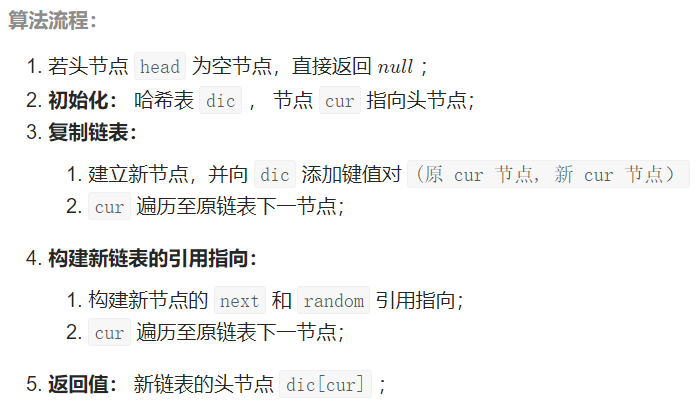 算法流程：
1. 若头节点 head 为空节点，直接返回 null ；
2. 初始化： 哈希表 dic ， 节点 cur 指向头节点；
3. 复制链表：
1. 建立新节点，并向 dic 添加键值对 (原 cur 节点, 新 cur 节点）
2. cur 遍历至原链表下一节点；
4. 构建新链表的引用指向：
1. 构建新节点的 next 和 random 引用指向；
2. cur 遍历至原链表下一节点；
5. 返回值： 新链表的头节点 dic[cur] ；